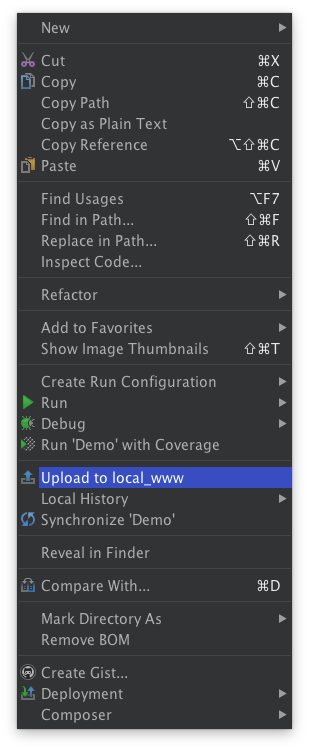 New
Cut ⌘X
Copy ⌘C
Copy Path ⇧⌘C
Copy as Plain Text
Copy Reference ⌥⇧⌘C
Paste ⌘V
Find Usages ⌥F7
Find in Path... ⇧⌘F
Replace in Path... ⇧⌘R
Inspect Code...
Refactor
Add to Favorites
Show Image Thumbnails ⇧⌘T
Create Run Configuration
Run
Debug
Run 'Demo' with Coverage
Upload to local_www
Local History
Synchronize 'Demo'
Reveal in Finder
Compare With... ⌘D
Mark Directory As
Remove BOM
Create Gist...
Deployment
Composer